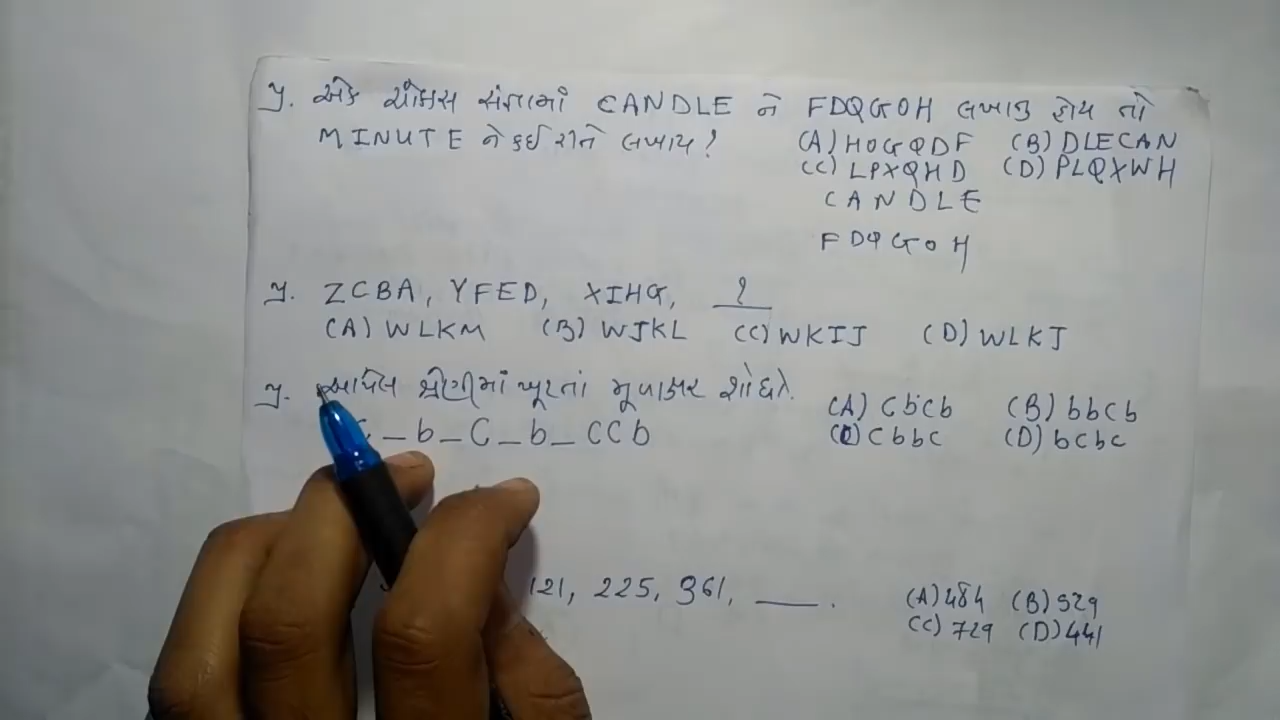 પ્ર. એક ચોક્કસ સંજ્ઞામાં CANDLE ને FDQGOH લખાતુ હોય તો
MINUTE ને કઈ રીતે લખાય?
(A) HOGQDF (B) DLECAN
(C) LPXQHD (D) PLQXWH
CANDLE
FDQGOH
પ્ર. ZCBA, YFED, XIHG, ?
(A) WLKM (B) WJKL (C) WKIJ (D) WLKJ
પ્ર. આપેલ શ્રેણીમાં ખૂટતાં મૂળાક્ષર શોધો.
_b_C_b_CCb
(A) Cbcb (B) bbcb
(C) Cbbc (D) bcbc
121, 225, 361, ___.
(A) 484 (B) 529
(C) 729 (D) 441